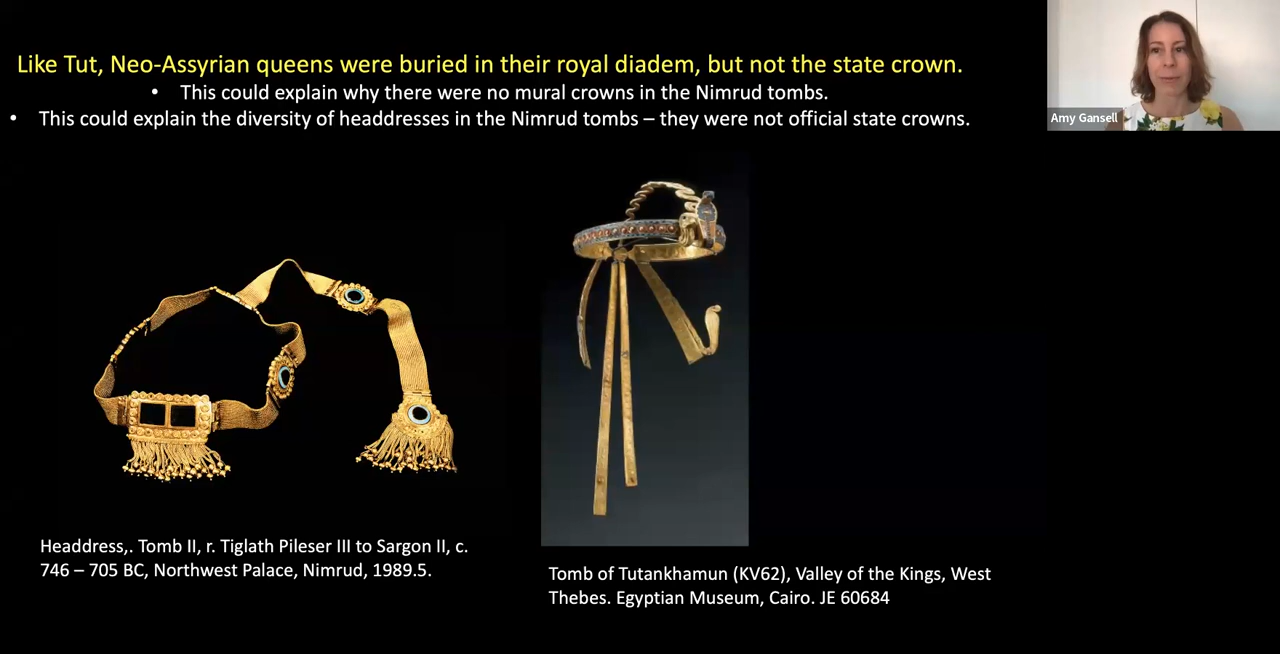 Like Tut, Neo-Assyrian queens were buried in their royal diadem, but not the state crown.
• This could explain why there were no mural crowns in the Nimrud tombs.
• This could explain the diversity of headdresses in the Nimrud tombs – they were not official state crowns.
Amy Gansell
Headdress,. Tomb II, r. Tiglath Pileser III to Sargon II, c.
746 – 705 BC, Northwest Palace, Nimrud, 1989.5.
Tomb of Tutankhamun (KV62), Valley of the Kings, West
Thebes. Egyptian Museum, Cairo. JE 60684